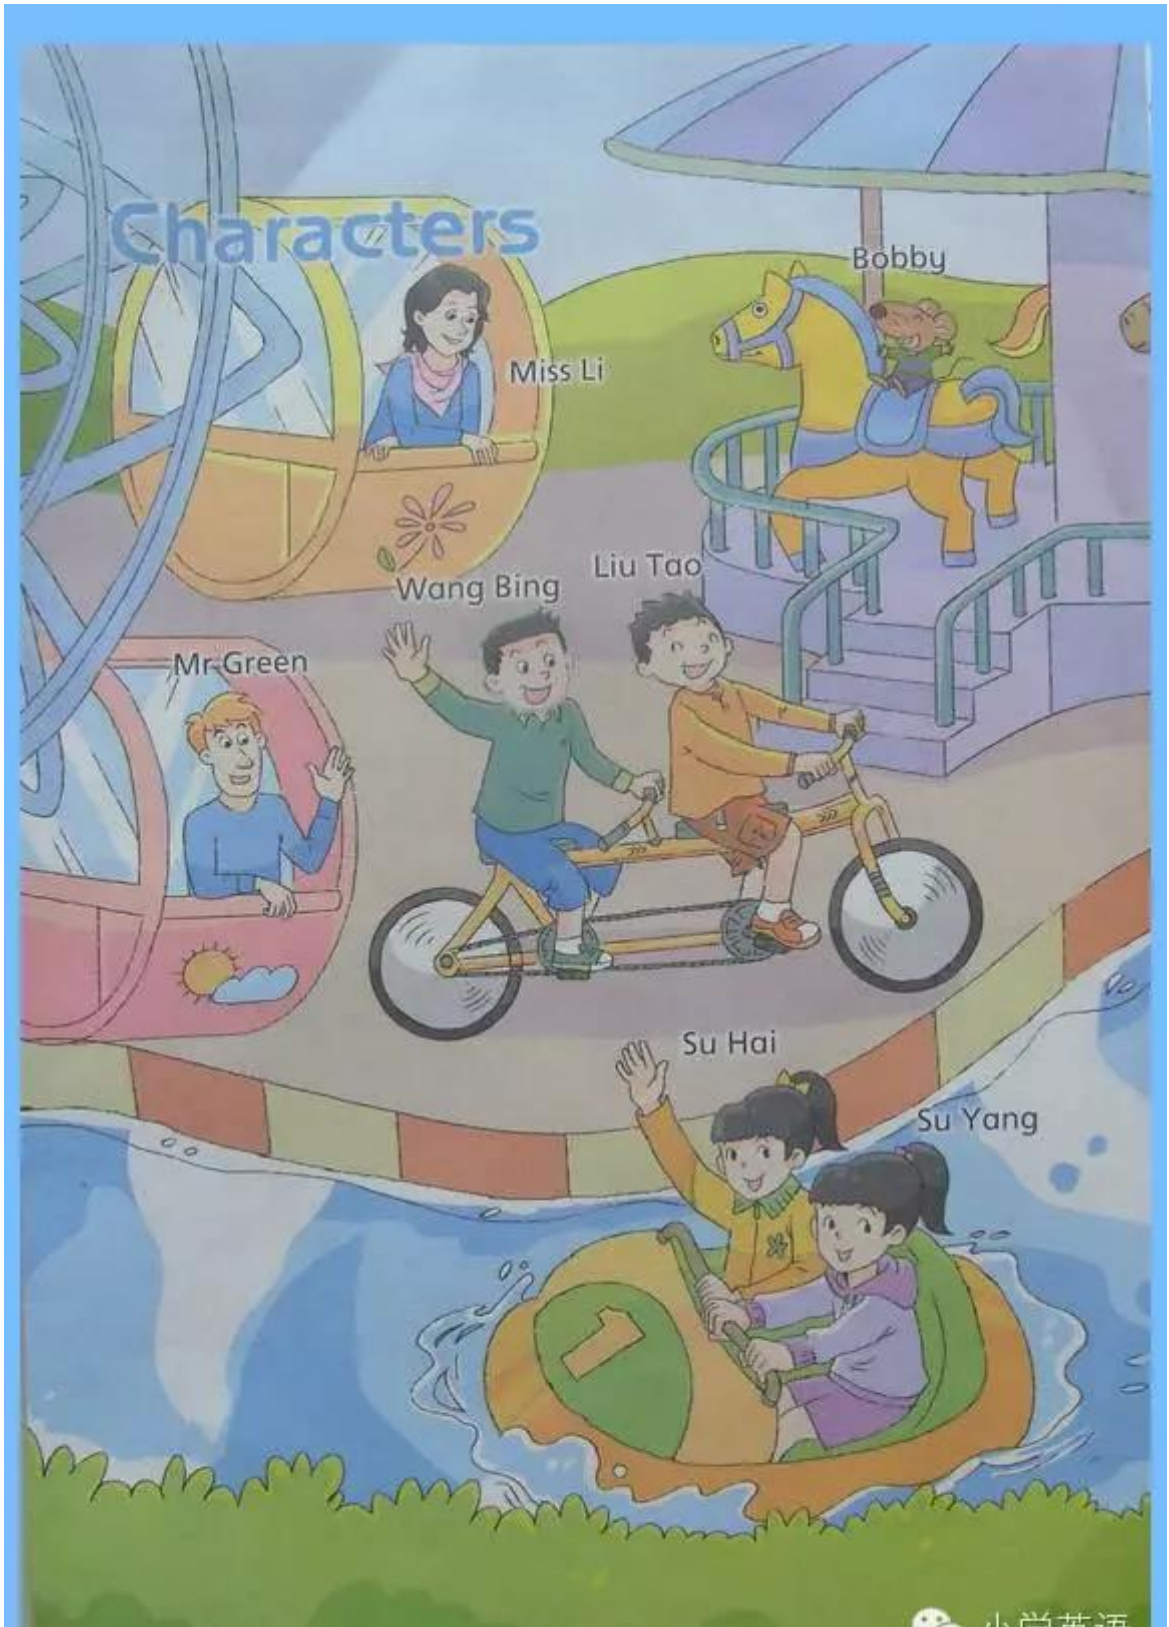 Characters
Bobby
Miss Li
Liu Tao
Wang Bing
Mr Green
Su Hai
Su Yang
1
小学英语